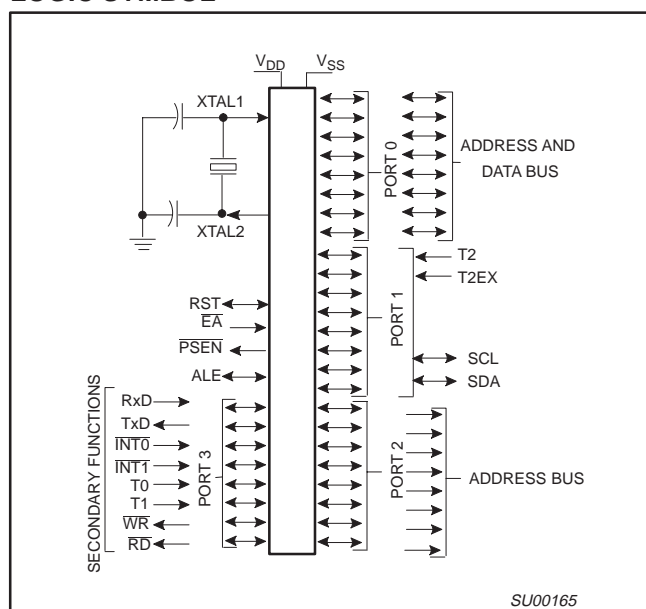 LOGIC SYMBOL
VDD
VSS
XTAL1
XTAL2
PORT 0
ADDRESS AND
DATA BUS
T2
T2EX
PORT 1
SCL
SDA
RST
EA
PSEN
ALE
SECONDARY FUNCTIONS
RxD
TxD
INT0
INT1
T0
T1
WR
RD
PORT 3
PORT 2
ADDRESS BUS
SU00165